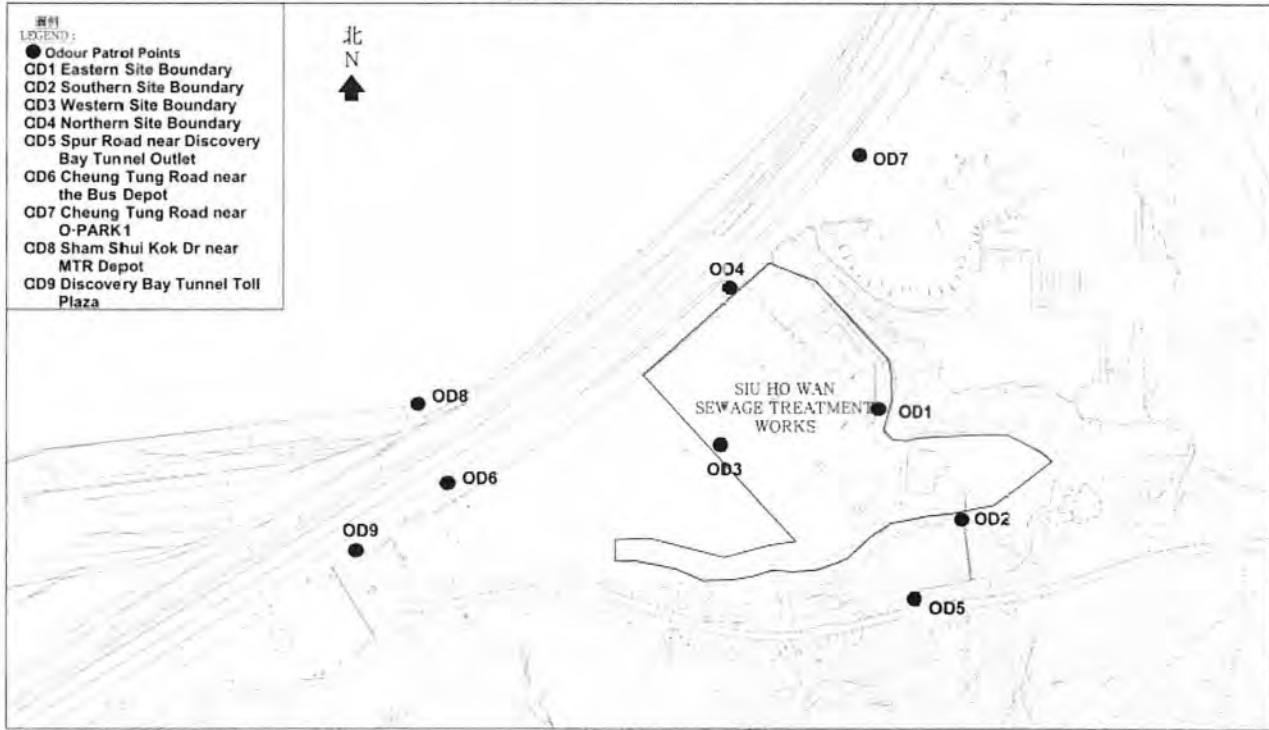 圖例
LEGEND :
Odour Patrol Points
OD1 Eastern Site Boundary
OD2 Southern Site Boundary
OD3 Western Site Boundary
OD4 Northern Site Boundary
OD5 Spur Road near Discovery
Bay Tunnel Outlet
OD6 Cheung Tung Road near
the Bus Depot
OD7 Cheung Tung Road near
O·PARK1
OD8 Sham Shui Kok Dr near
MTR Depot
OD9 Discovery Bay Tunnel Toll
Plaza
北
N
OD7
OD4
OD8
SIU HO WAN
SEWAGE TREATMENT
WORKS
OD1
OD3
OD6
OD2
OD9
OD5